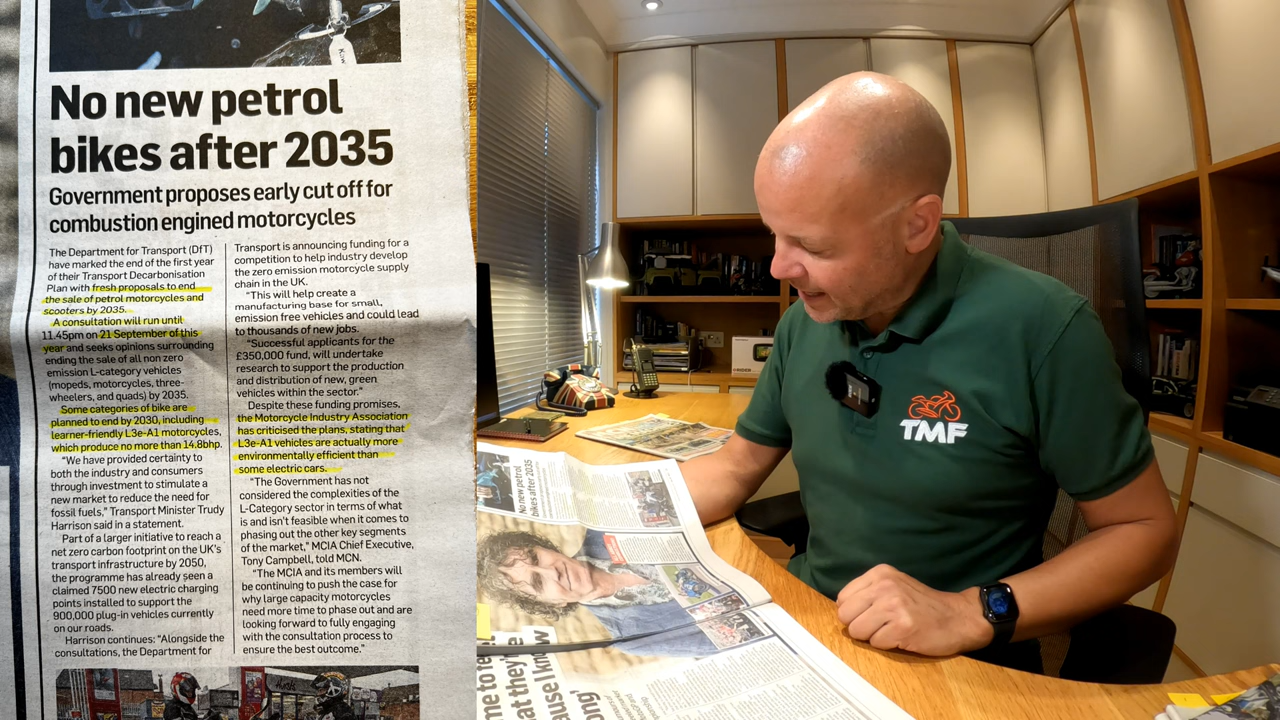 No new petrol
bikes after 2035
Government proposes early cut off for
combustion engined motorcycles
The Department for Transport (DfT)
have marked the end of the first year
of their Transport Decarbonisation
Plan with fresh proposals to end
the sale of petrol motorcycles and
scooters by 2035.
A consultation will run until
11.45pm on 21 September of this
year and seeks opinions surrounding
ending the sale of all non zero
emission L-category vehicles
(mopeds, motorcycles, three-
wheelers, and quads) by 2035.
Some categories of bike are
planned to end by 2030, including
learner-friendly L3e-A1 motorcycles,
which produce no more than 14.8bhp.
"We have provided certainty to
both the industry and consumers
through investment to stimulate a
new market to reduce the need for
fossil fuels," Transport Minister Trudy
Harrison said in a statement.
Part of a larger initiative to reach a
net zero carbon footprint on the UK's
transport infrastructure by 2050,
the programme has already seen a
claimed 7500 new electric charging
points installed to support the
900,000 plug-in vehicles currently
on our roads.
Harrison continues: "Alongside the
consultations, the Department for
Transport is announcing funding for a
competition to help industry develop
the zero emission motorcycle supply
chain in the UK.
"This will help create a
manufacturing base for small,
emission free vehicles and could lead
to thousands of new jobs.
"Successful applicants for the
£350,000 fund, will undertake
research to support the production
and distribution of new, green
vehicles within the sector."
Despite these funding promises,
the Motorcycle Industry Association
has criticised the plans, stating that
L3e-A1 vehicles are actually more
environmentally efficient than
some electric cars.
"The Government has not
considered the complexities of the
L-Category sector in terms of what
is and isn't feasible when it comes to
phasing out the other key segments
of the market," MCIA Chief Executive,
Tony Campbell, told MCN.
"The MCIA and its members will
be continuing to push the case for
why large capacity motorcycles
need more time to phase out and are
looking forward to fully engaging
with the consultation process to
ensure the best outcome."
TMF
No new petrol
bikes after 2035
me to feel
at they're
ause I know
ong,'